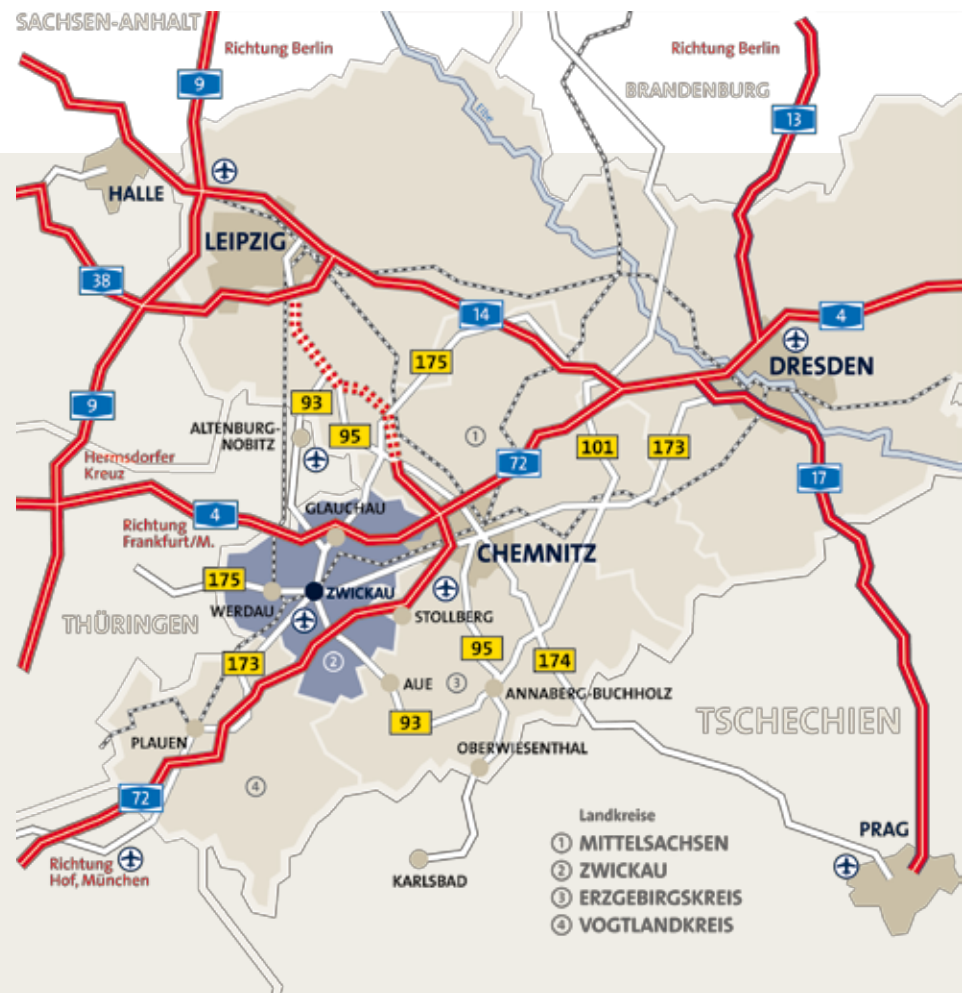 SACHSEN-ANHALT
Richtung Berlin
Richtung Berlin
9
BRANDENBURG
Elbe
13
HALLE
LEIPZIG
38
14
4
175
DRESDEN
9
93
ALTENBURG-
NOBITZ
95
1
101
173
Hermsdorfer
Kreuz
72
17
GLAUCHAU
4
Richtung
Frankfurt/M.
CHEMNITZ
175
ZWICKAU
WERDAU
STOLLBERG
THÜRINGEN
173
2
95
174
AUE
3
ANNABERG-BUCHHOLZ
93
TSCHECHIEN
PLAUEN
OBERWIESENTHAL
4
72
Landkreise
PRAG
1 MITTELSACHSEN
Richtung
Hof, München
2 ZWICKAU
KARLSBAD
3 ERZGEBIRGSKREIS
4 VOGTLANDKREIS